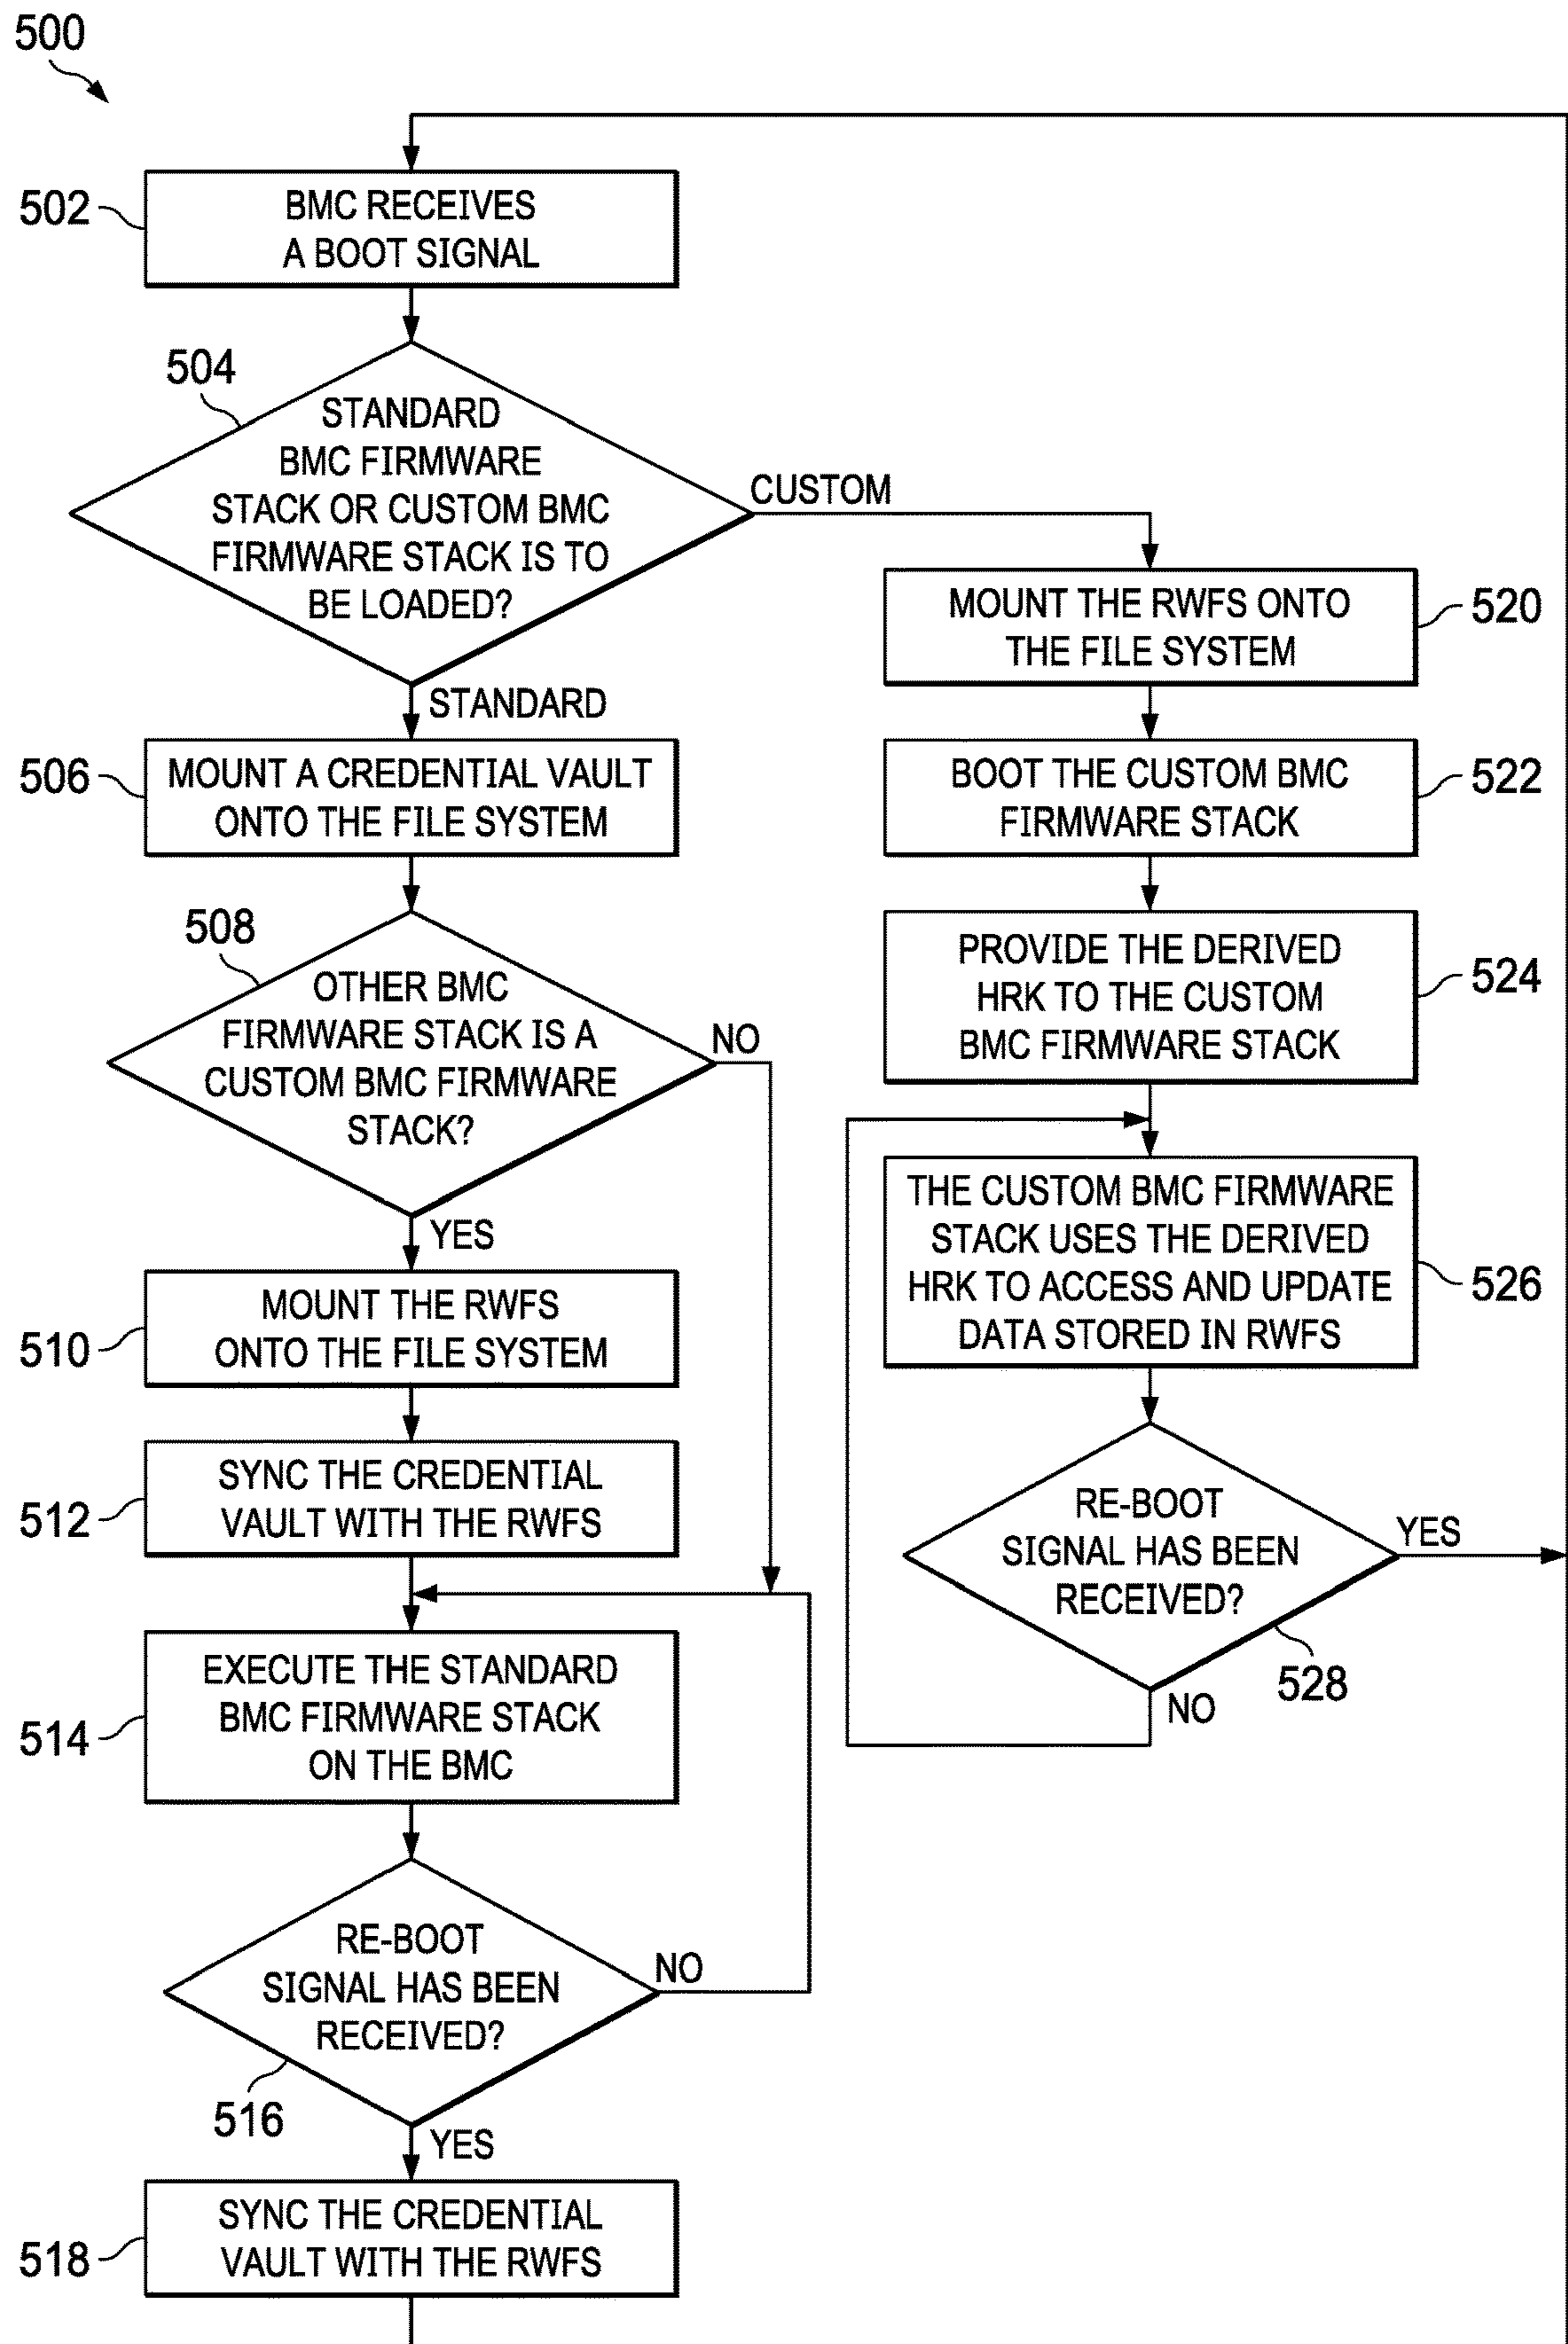 500
502
BMC RECEIVES
A BOOT SIGNAL
504
STANDARD
BMC FIRMWARE
STACK OR CUSTOM BMC
FIRMWARE STACK IS TO
BE LOADED?
CUSTOM
STANDARD
506
MOUNT A CREDENTIAL VAULT
ONTO THE FILE SYSTEM
508
OTHER BMC
FIRMWARE STACK IS A
CUSTOM BMC FIRMWARE
STACK?
NO
YES
510
MOUNT THE RWFS
ONTO THE FILE SYSTEM
512
SYNC THE CREDENTIAL
VAULT WITH THE RWFS
514
EXECUTE THE STANDARD
BMC FIRMWARE STACK
ON THE BMC
RE-BOOT
SIGNAL HAS BEEN
RECEIVED?
NO
516
YES
518
SYNC THE CREDENTIAL
VAULT WITH THE RWFS
MOUNT THE RWFS ONTO
THE FILE SYSTEM
520
BOOT THE CUSTOM BMC
FIRMWARE STACK
522
PROVIDE THE DERIVED
HRK TO THE CUSTOM
BMC FIRMWARE STACK
524
THE CUSTOM BMC FIRMWARE
STACK USES THE DERIVED
HRK TO ACCESS AND UPDATE
DATA STORED IN RWFS
526
RE-BOOT
SIGNAL HAS BEEN
RECEIVED?
YES
528
NO